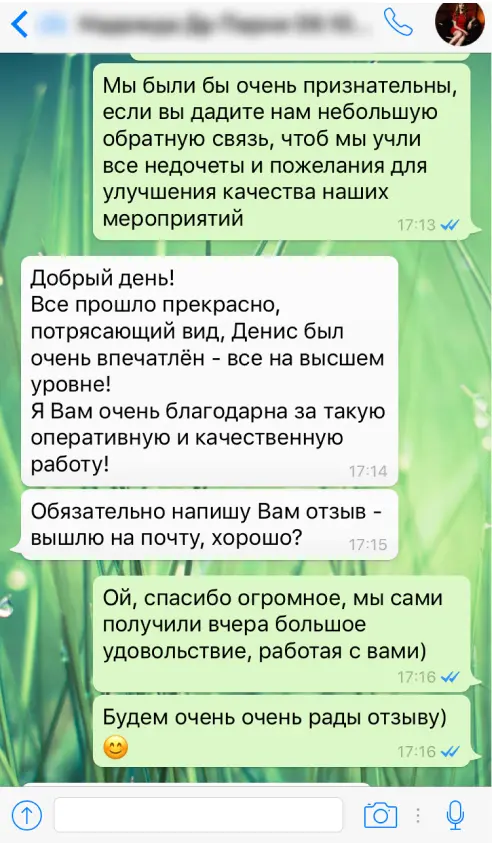 Мы были бы очень признательны,
если вы дадите нам небольшую
обратную связь, чтоб мы учли
все недочеты и пожелания для
улучшения качества наших
мероприятий
17:13
Добрый день!
Все прошло прекрасно,
потрясающий вид, Денис был
очень впечатлён - все на высшем
уровне!
Я Вам очень благодарна за такую
оперативную и качественную
работу!
17:14
Обязательно напишу Вам отзыв -
вышлю на почту, хорошо?
17:15
Ой, спасибо огромное, мы сами
получили вчера большое
удовольствие, работая с вами)
17:16
Будем очень очень рады отзыву)
😊
17:16